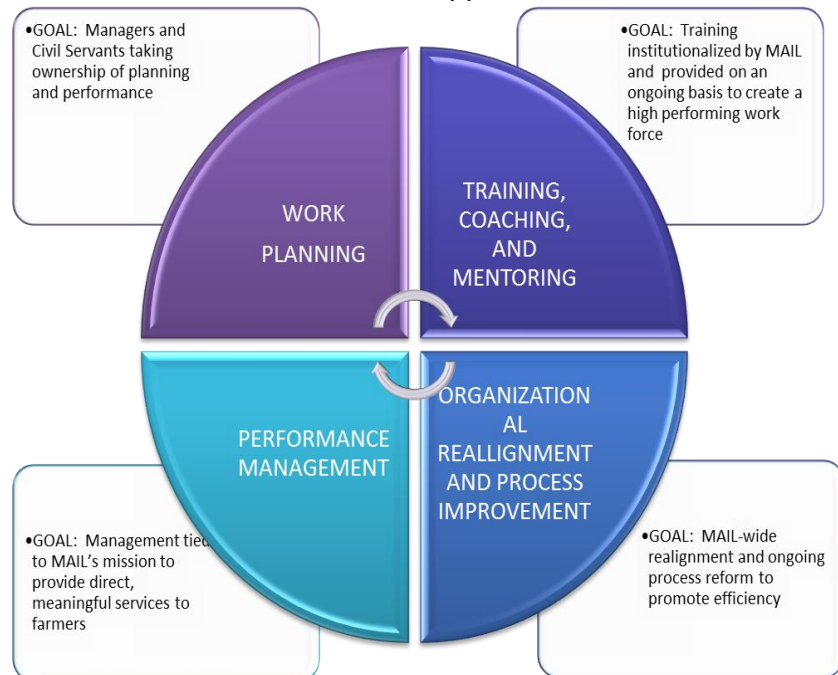 •GOAL: Managers and
Civil Servants taking
ownership of planning
and performance
•GOAL: Training
institutionalized by MAIL
and provided on an
ongoing basis to create a
high performing work
force
WORK
PLANNING
TRAINING,
COACHING,
AND
MENTORING
PERFORMANCE
MANAGEMENT
ORGANIZATION
AL
REALLIGNMENT
AND PROCESS
IMPROVEMENT
•GOAL: Management tied
to MAIL's mission to
provide direct,
meaningful services to
farmers
•GOAL: MAIL-wide
realignment and ongoing
process reform to
promote efficiency